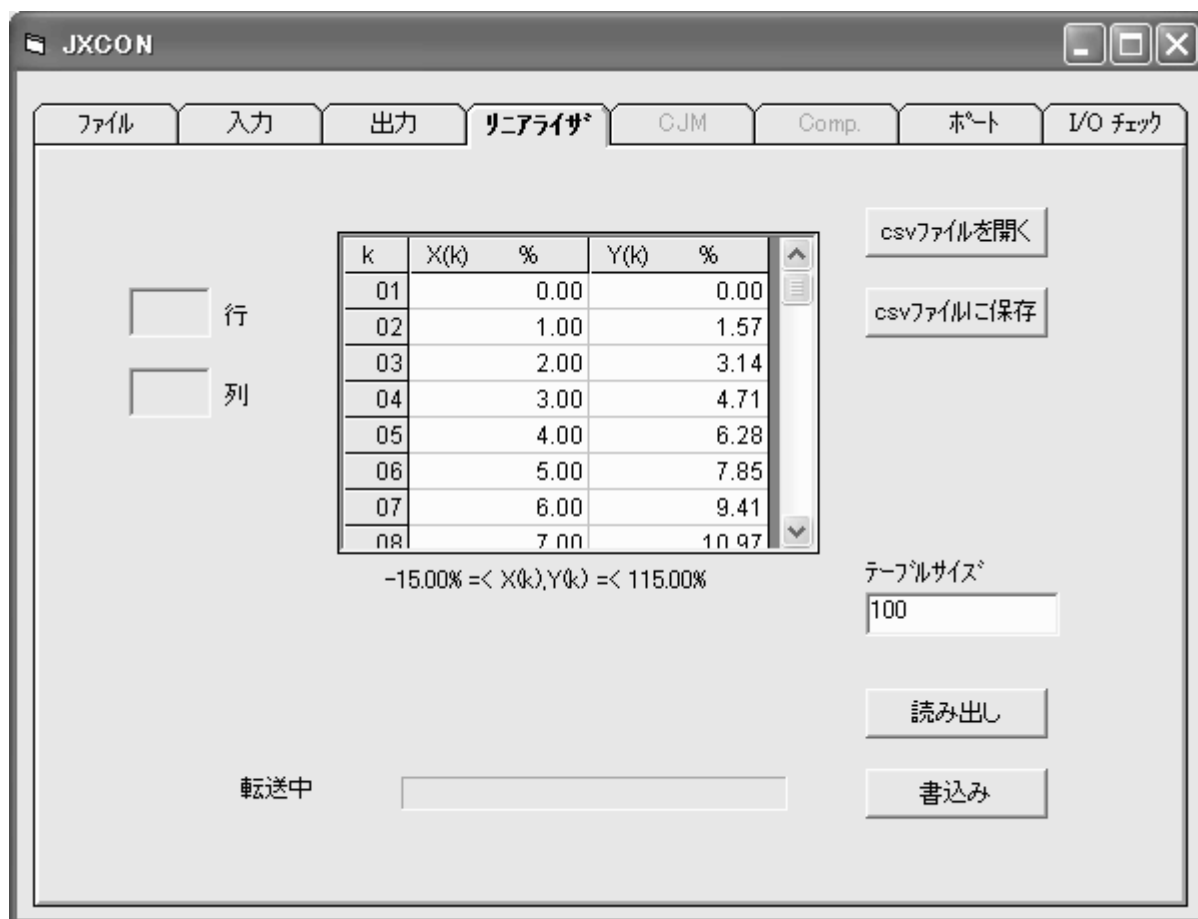 JXCON
ﾌｧｲﾙ 入力 出力 ﾘﾆｱﾗｲｻﾞ CJM Comp. ﾎﾟｰﾄ I/O ﾁｪｯｸ
csvﾌｧｲﾙを開く
csvﾌｧｲﾙに保存
行
列
k X(k) % Y(k) %
01 0.00 0.00
02 1.00 1.57
03 2.00 3.14
04 3.00 4.71
05 4.00 6.28
06 5.00 7.85
07 6.00 9.41
08 7.00 10.97
-15.00% =< X(k),Y(k) =< 115.00%
ﾃｰﾌﾞﾙｻｲｽﾞ
100
読み出し
転送中
書込み